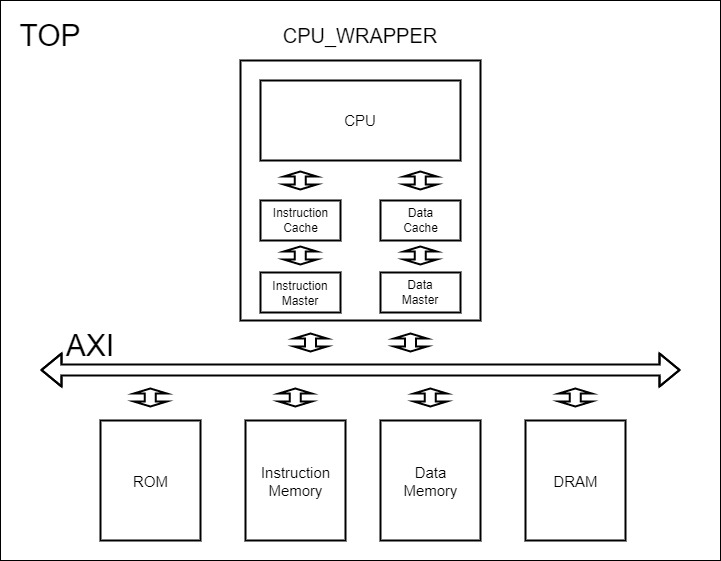 TOP
CPU_WRAPPER
CPU
Instruction
Cache
Data
Cache
Instruction
Master
Data
Master
AXI
ROM
Instruction
Memory
Data
Memory
DRAM